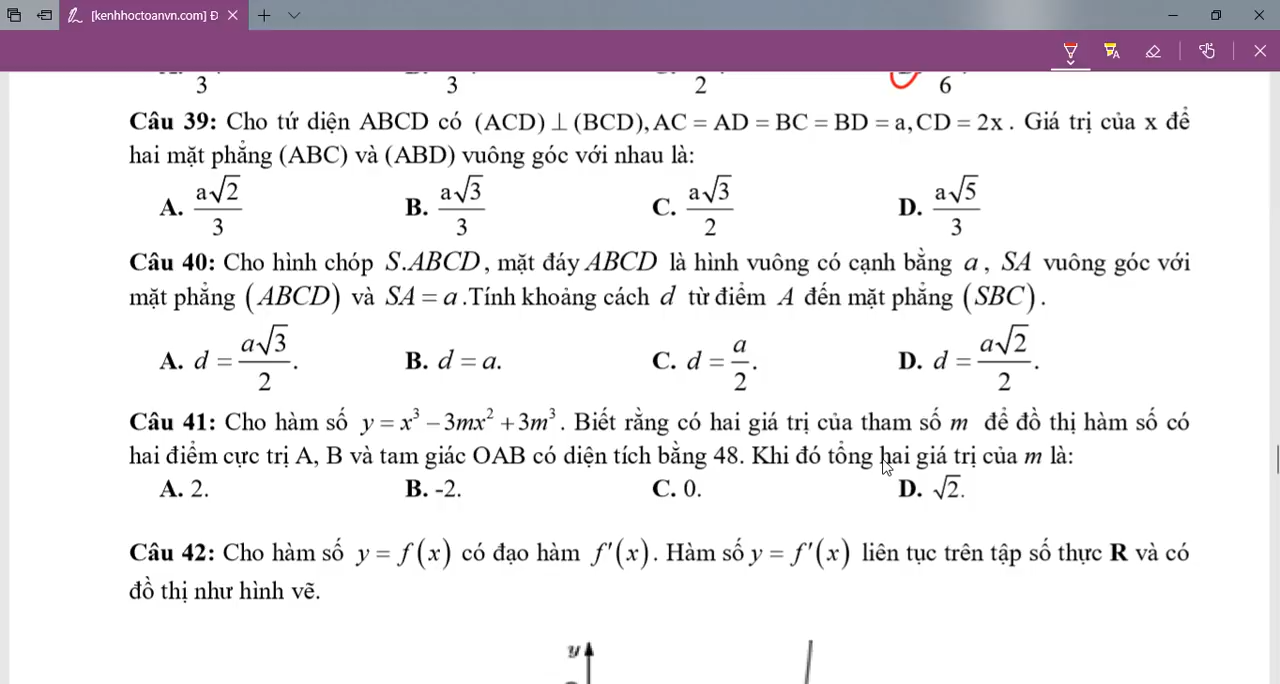 [kenhhoctoanvn.com] Đ
3 3 2 6
Câu 39: Cho tứ diện ABCD có (ACD) ⊥ (BCD), AC = AD = BC = BD = a, CD = 2x. Giá trị của x để
hai mặt phẳng (ABC) và (ABD) vuông góc với nhau là:
A. a√2/3 B. a√3/3 C. a√3/2 D. a√5/3
Câu 40: Cho hình chóp S.ABCD, mặt đáy ABCD là hình vuông có cạnh bằng a, SA vuông góc với
mặt phẳng (ABCD) và SA = a.Tính khoảng cách d từ điểm A đến mặt phẳng (SBC).
A. d = a√3/2. B. d = a. C. d = a/2. D. d = a√2/2.
Câu 41: Cho hàm số y = x³ − 3mx² + 3m³. Biết rằng có hai giá trị của tham số m để đồ thị hàm số có
hai điểm cực trị A, B và tam giác OAB có diện tích bằng 48. Khi đó tổng hai giá trị của m là:
A. 2. B. -2. C. 0. D. √2.
Câu 42: Cho hàm số y = f(x) có đạo hàm f′(x). Hàm số y = f′(x) liên tục trên tập số thực R và có
đồ thị như hình vẽ.
y